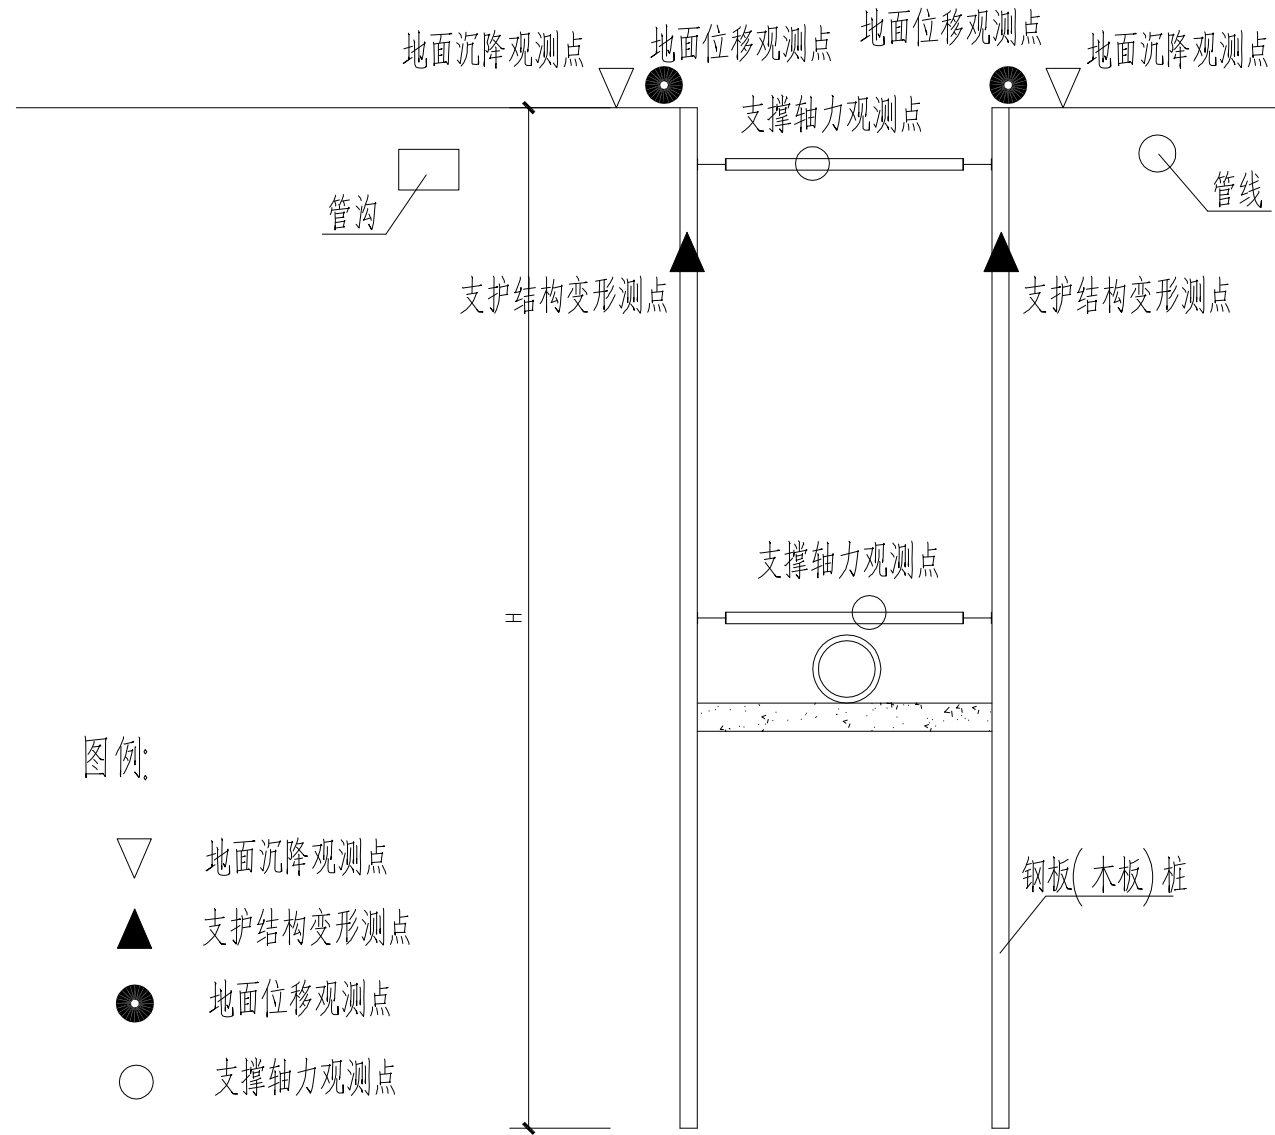 地面沉降观测点
地面位移观测点
地面位移观测点
地面沉降观测点
支撑轴力观测点
管沟
管线
支护结构变形测点
支护结构变形测点
支撑轴力观测点
H
图例:
地面沉降观测点
支护结构变形测点
地面位移观测点
支撑轴力观测点
钢板(木板)桩